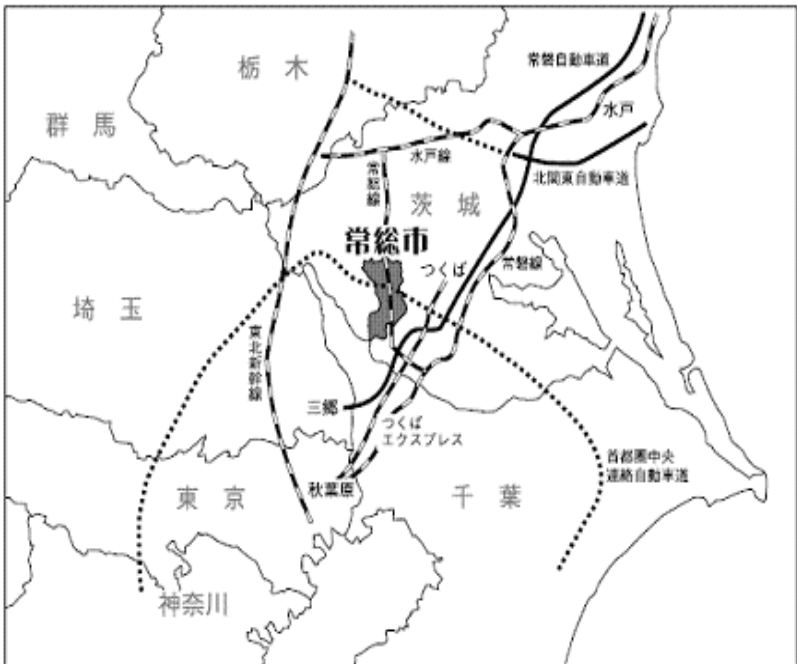 栃木
常磐自動車道
群馬
水戸
水戸線
常総線
北関東自動車道
茨城
常総市
つくば
常磐線
埼玉
東北新幹線
三郷
つくば
エクスプレス
首都圏中央
連絡自動車道
秋葉原
東京
千葉
神奈川